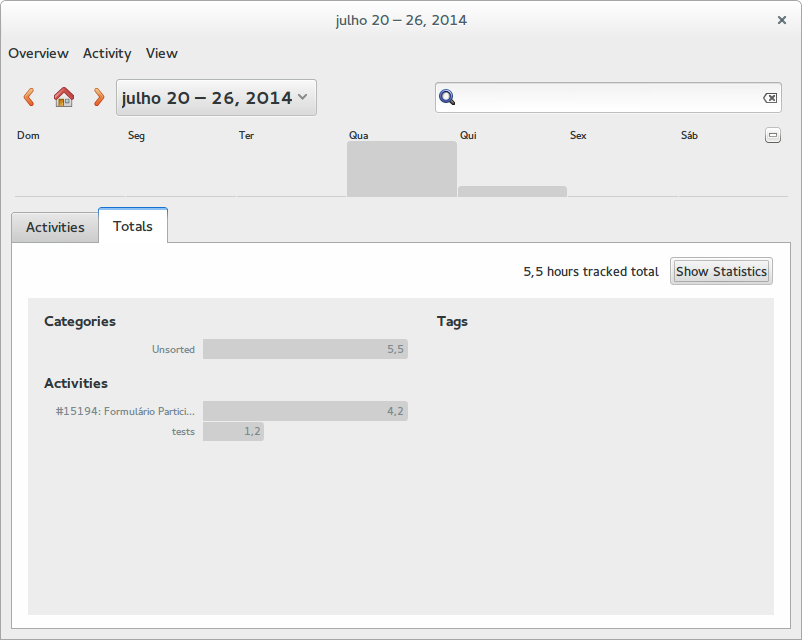 julho 20 – 26, 2014
Overview Activity View
julho 20 – 26, 2014
Dom Seg Ter Qua Qui Sex Sáb
Activities Totals
5,5 hours tracked total Show Statistics
Categories Tags
Unsorted 5,5
Activities
#15194: Formulário Partici... 4,2
tests 1,2